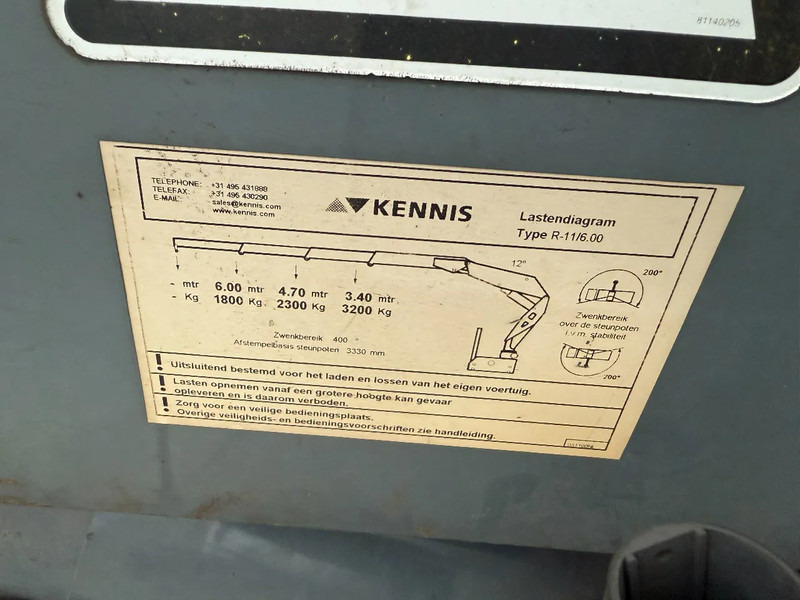 81140205
TELEPHONE: +31 495 431888
TELEFAX: +31 495 430290
E-MAIL: sales@kennis.com
www.kennis.com
KENNIS
Lastendiagram
Type R-11/6.00
12°
200°
- mtr 6.00 mtr 4.70 mtr 3.40 mtr
- Kg 1800 Kg 2300 Kg 3200 Kg
Zwenkbereik
over de steunpoten
i.v.m. stabiliteit
200°
Zwenkbereik 400
Afstempelbasis steunpoten 3330 mm
! Uitsluitend bestemd voor het laden en lossen van het eigen voertuig.
! Lasten opnemen vanaf een grotere hoogte kan gevaar
opleveren en is daarom verboden.
! Zorg voor een veilige bedieningsplaats.
Overige veiligheids- en bedieningsvoorschriften zie handleiding.